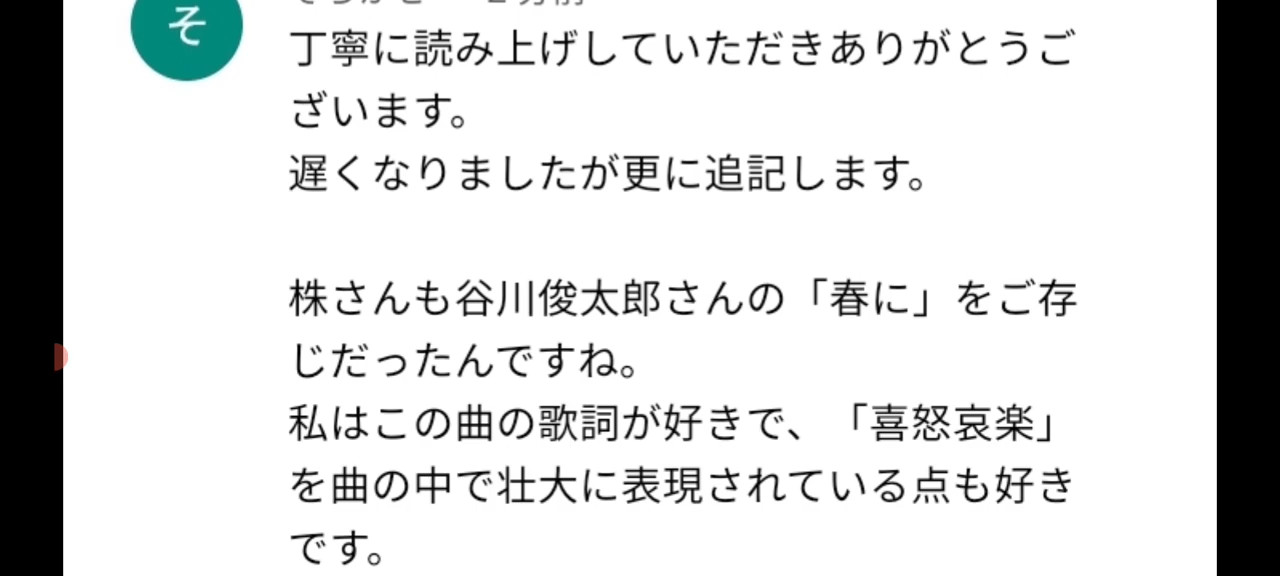 そ
丁寧に読み上げしていただきありがとうご
ざいます。
遅くなりましたが更に追記します。
株さんも谷川俊太郎さんの「春に」をご存
じだったんですね。
私はこの曲の歌詞が好きで、「喜怒哀楽」
を曲の中で壮大に表現されている点も好き
です。